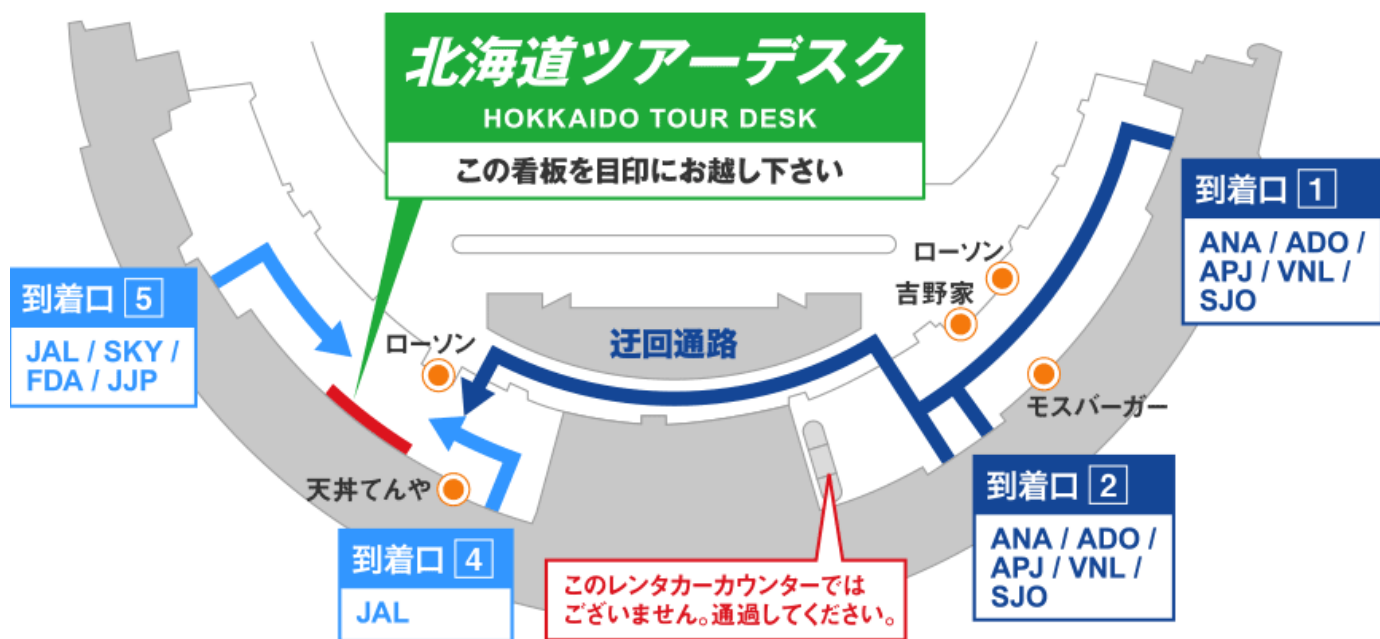 北海道ツアーデスク
HOKKAIDO TOUR DESK
この看板を目印にお越し下さい
到着口 1
ANA / ADO /
APJ / VNL /
SJO
ローソン
吉野家
到着口 5
JAL / SKY /
FDA / JJP
ローソン
迂回通路
モスバーガー
天丼てんや
到着口 2
ANA / ADO /
APJ / VNL /
SJO
到着口 4
JAL
このレンタカーカウンターでは
ございません。通過してください。